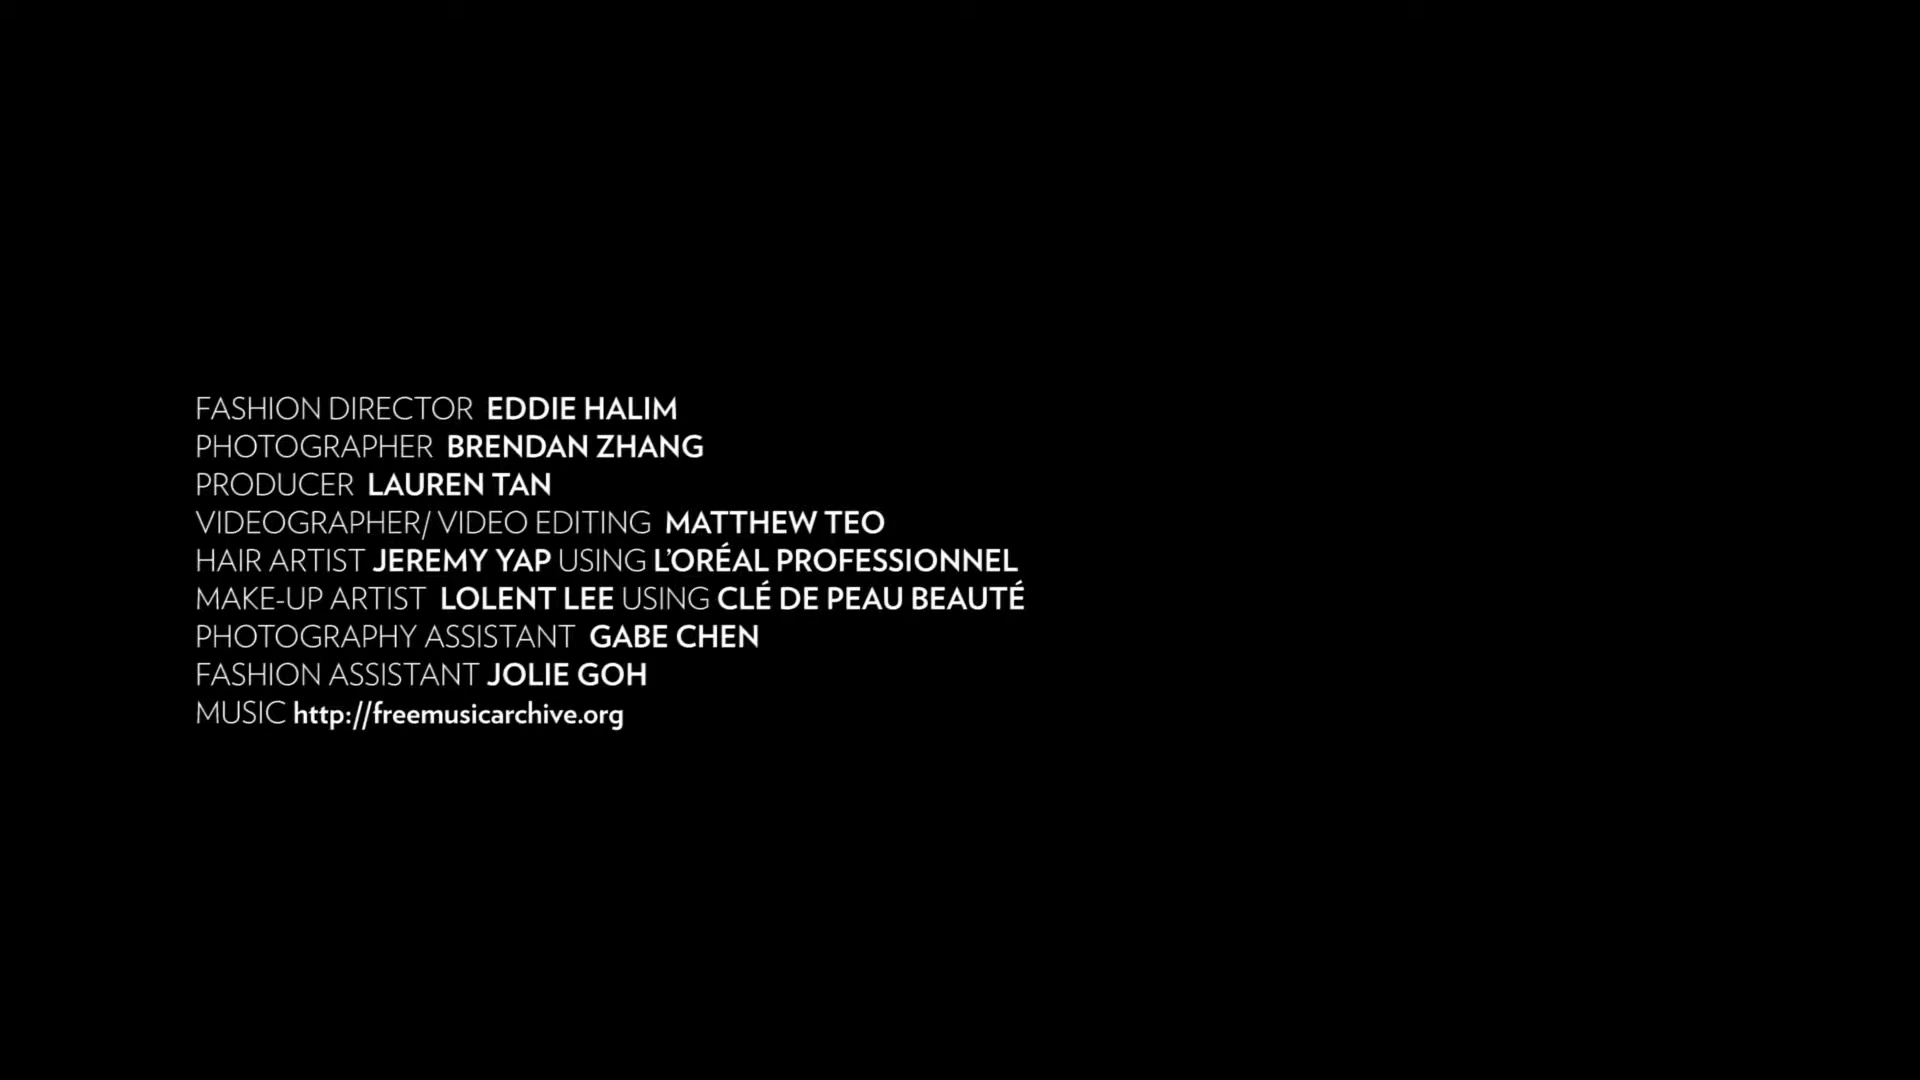 FASHION DIRECTOR EDDIE HALIM
PHOTOGRAPHER BRENDAN ZHANG
PRODUCER LAUREN TAN
VIDEOGRAPHER/ VIDEO EDITING MATTHEW TEO
HAIR ARTIST JEREMY YAP USING L’ORÉAL PROFESSIONNEL
MAKE-UP ARTIST LOLENT LEE USING CLÉ DE PEAU BEAUTÉ
PHOTOGRAPHY ASSISTANT GABE CHEN
FASHION ASSISTANT JOLIE GOH
MUSIC http://freemusicarchive.org